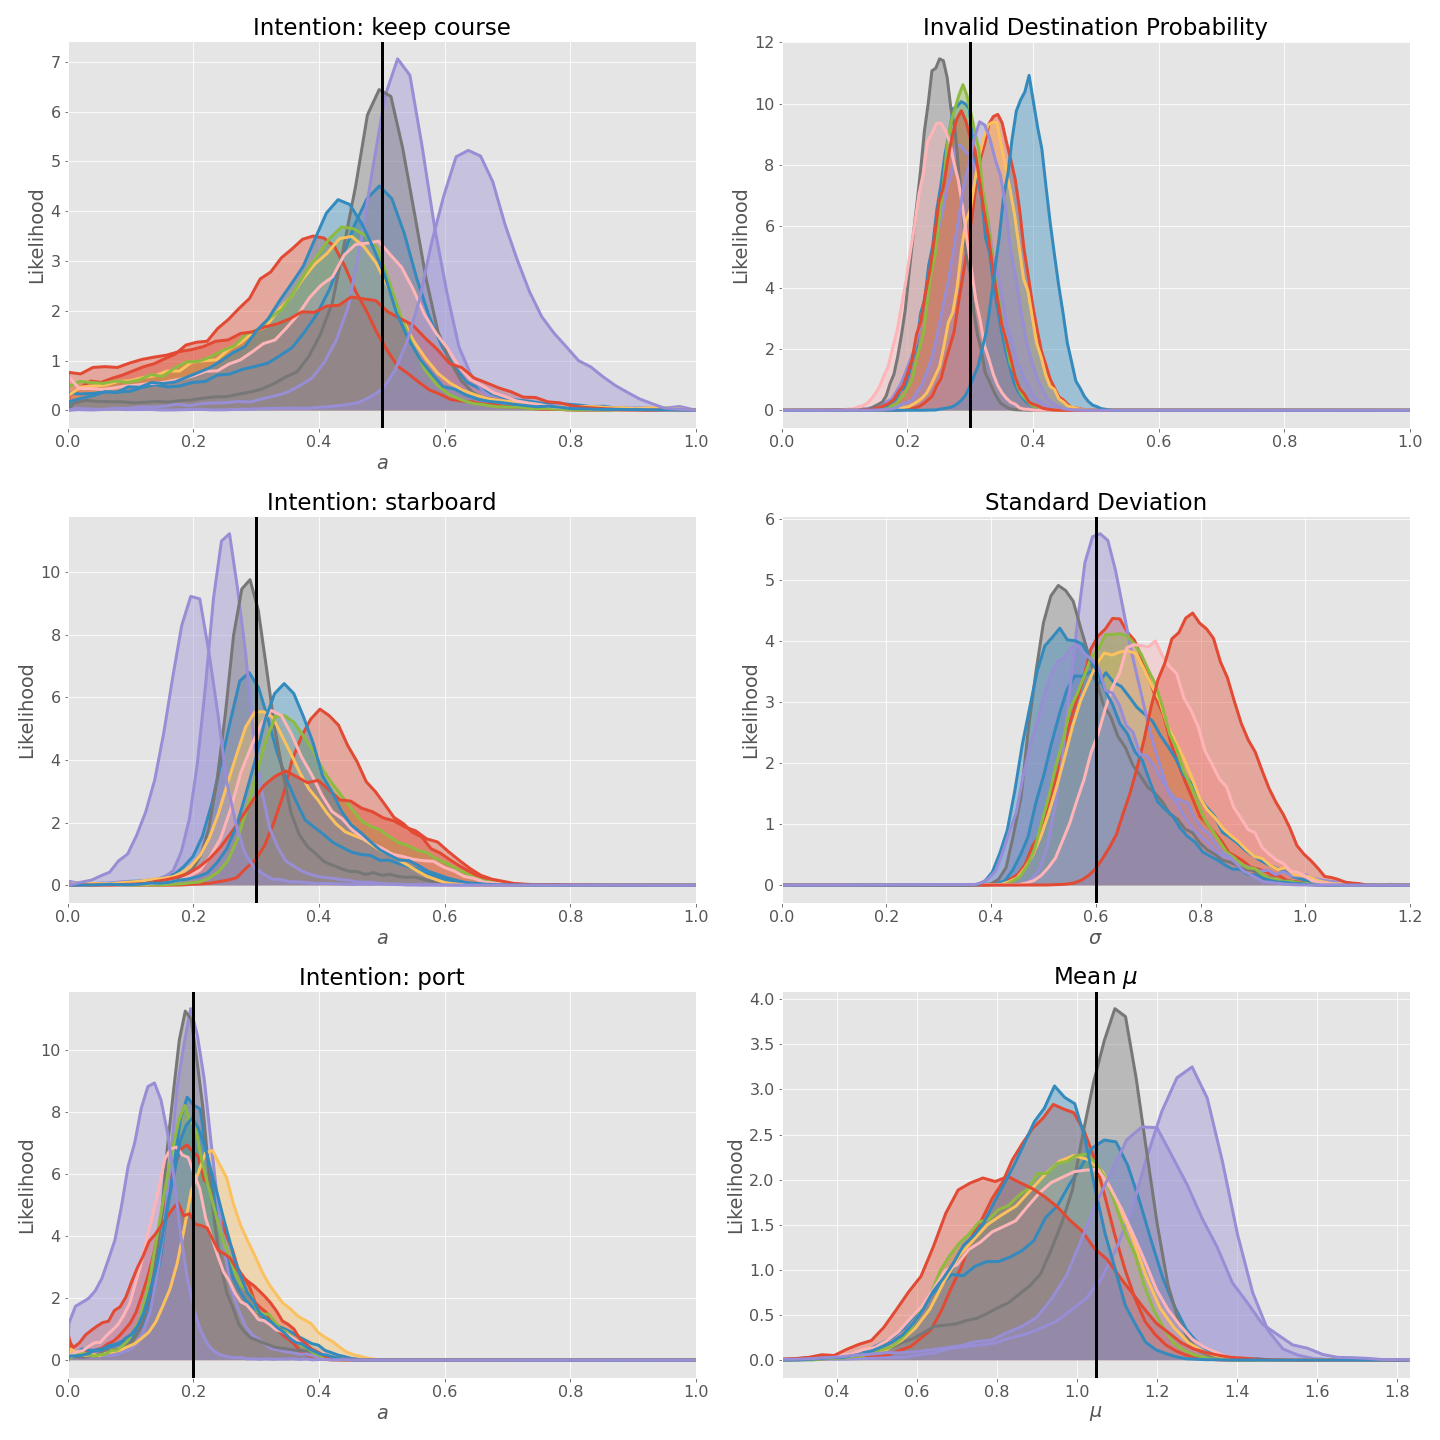 Intention: keep course
Likelihood
7
6
5
4
3
2
1
0
0.0 0.2 0.4 0.6 0.8 1.0
a
Invalid Destination Probability
Likelihood
12
10
8
6
4
2
0
0.0 0.2 0.4 0.6 0.8 1.0
Intention: starboard
Likelihood
10
8
6
4
2
0
0.0 0.2 0.4 0.6 0.8 1.0
a
Standard Deviation
Likelihood
6
5
4
3
2
1
0
0.0 0.2 0.4 0.6 0.8 1.0 1.2
σ
Intention: port
Likelihood
10
8
6
4
2
0
0.0 0.2 0.4 0.6 0.8 1.0
a
Mean μ
Likelihood
4.0
3.5
3.0
2.5
2.0
1.5
1.0
0.5
0.0
0.4 0.6 0.8 1.0 1.2 1.4 1.6 1.8
μ